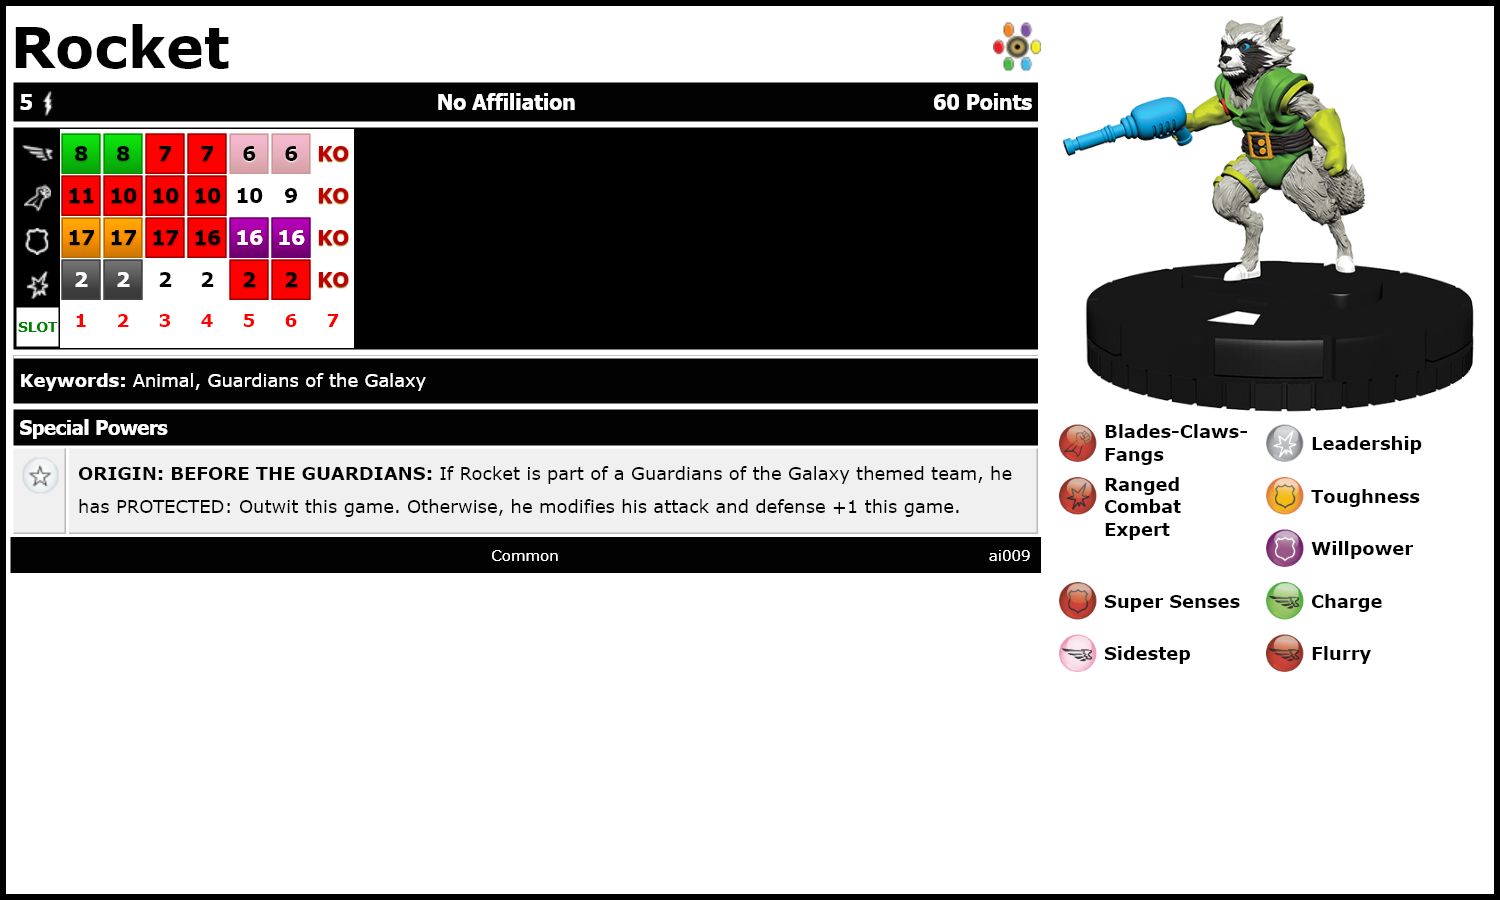 Rocket
5 No Affiliation 60 Points
8 8 7 7 6 6 KO
11 10 10 10 10 9 KO
17 17 17 16 16 16 KO
2 2 2 2 2 2 KO
SLOT 1 2 3 4 5 6 7
Keywords: Animal, Guardians of the Galaxy
Special Powers
ORIGIN: BEFORE THE GUARDIANS: If Rocket is part of a Guardians of the Galaxy themed team, he
has PROTECTED: Outwit this game. Otherwise, he modifies his attack and defense +1 this game.
Common ai009
Blades-Claws-
Fangs
Leadership
Ranged
Combat
Expert
Toughness
Willpower
Super Senses
Charge
Sidestep
Flurry